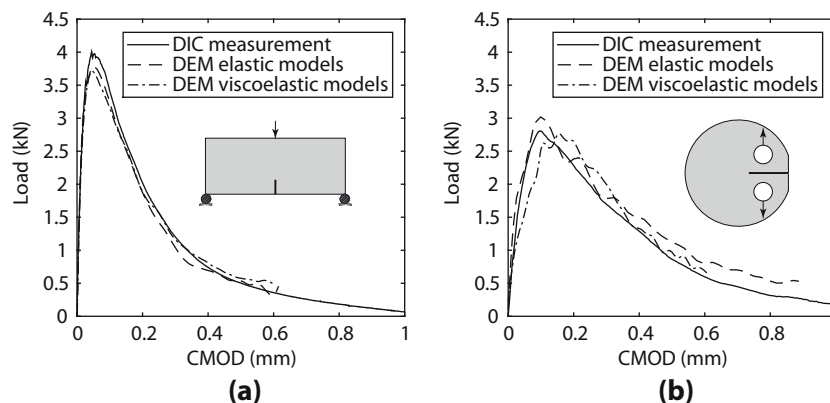 4.5
4
3.5
3
2.5
2
1.5
1
0.5
0
Load (kN)
DIC measurement
DEM elastic models
DEM viscoelastic models
0 0.2 0.4 0.6 0.8 1
CMOD (mm)
(a)
4.5
4
3.5
3
2.5
2
1.5
1
0.5
0
Load (kN)
DIC measurement
DEM elastic models
DEM viscoelastic models
0 0.2 0.4 0.6 0.8
CMOD (mm)
(b)